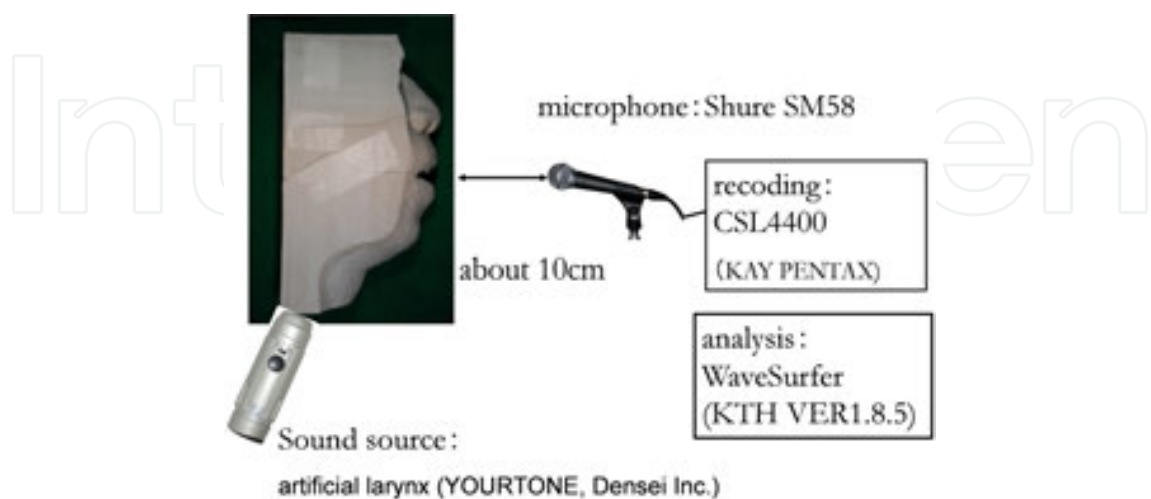 microphone：Shure SM58
recoding：
CSL4400
（KAY PENTAX)
about 10cm
analysis：
WaveSurfer
(KTH VER1.8.5)
Sound source：
artificial larynx (YOURTONE, Densei Inc.)